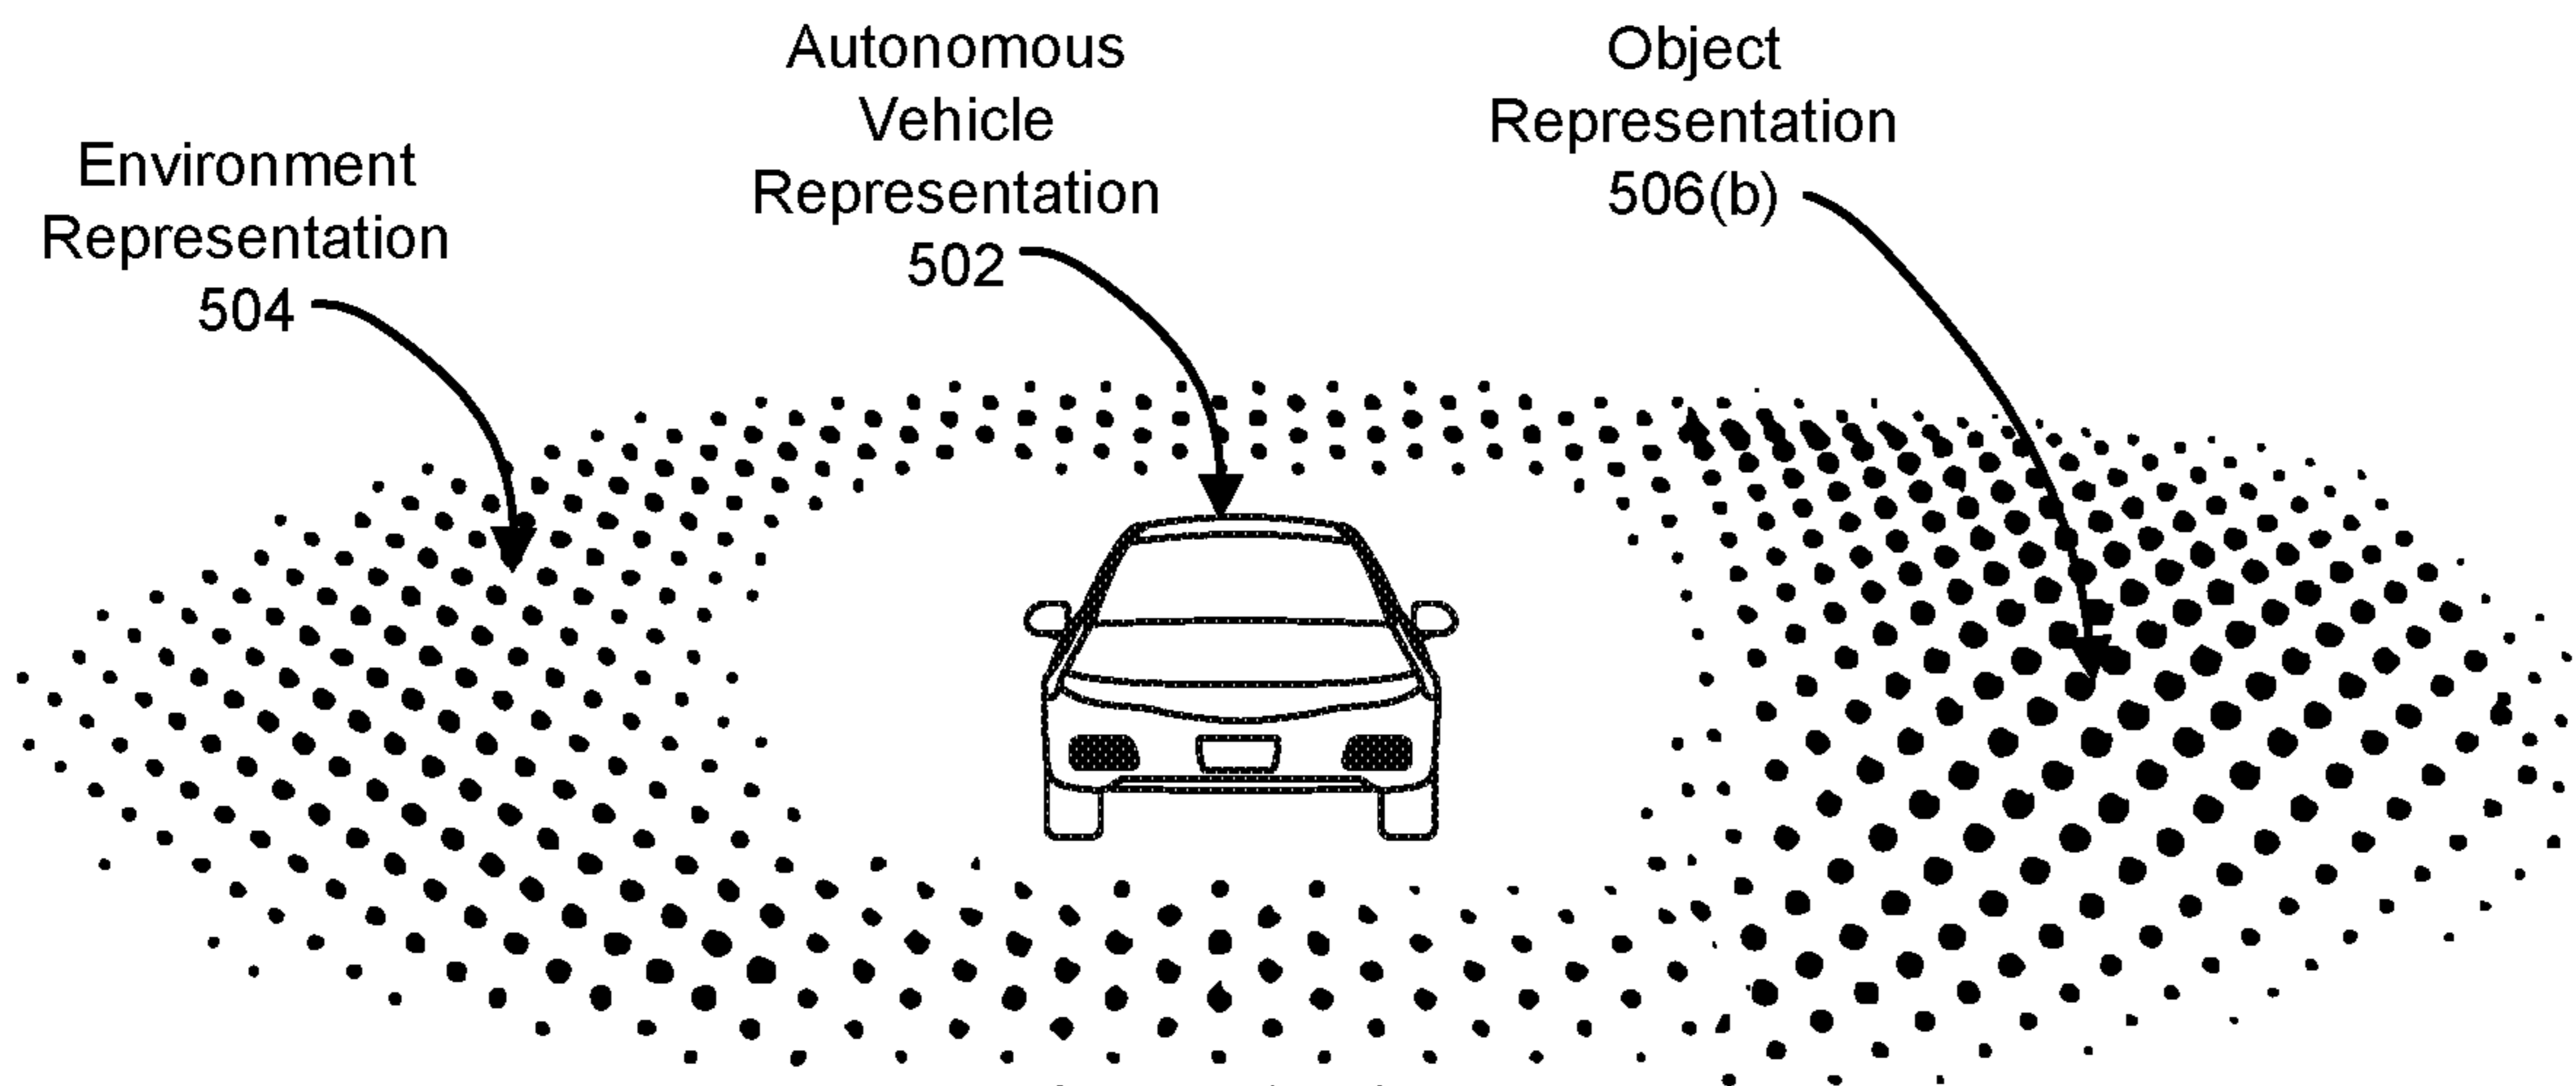 Environment
Representation
504
Autonomous
Vehicle
Representation
502
Object
Representation
506(b)